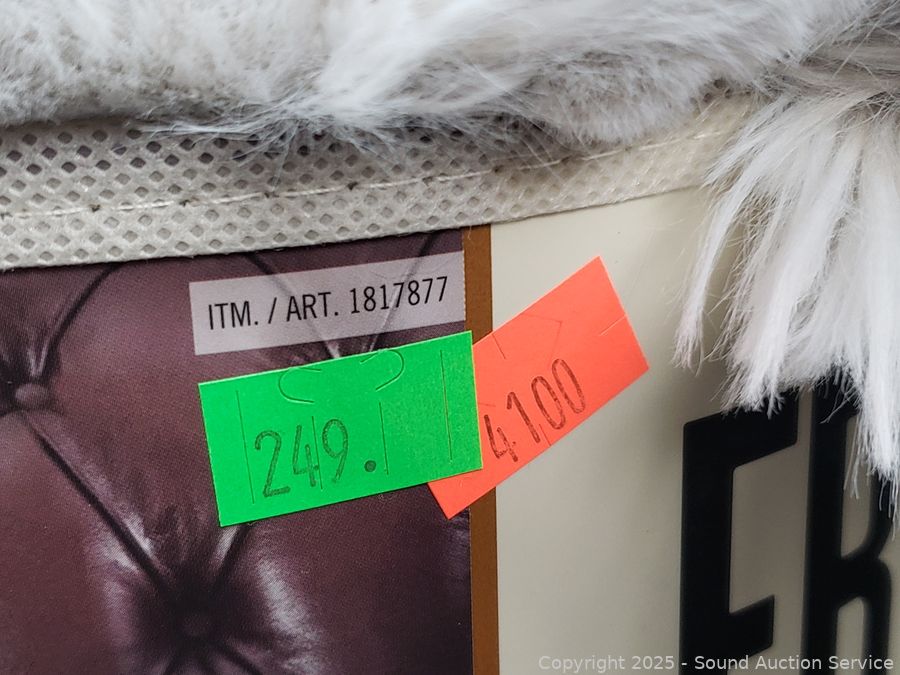 ITM. / ART. 1817877
249.
4100
Copyright © 2025 - Sound Auction Service